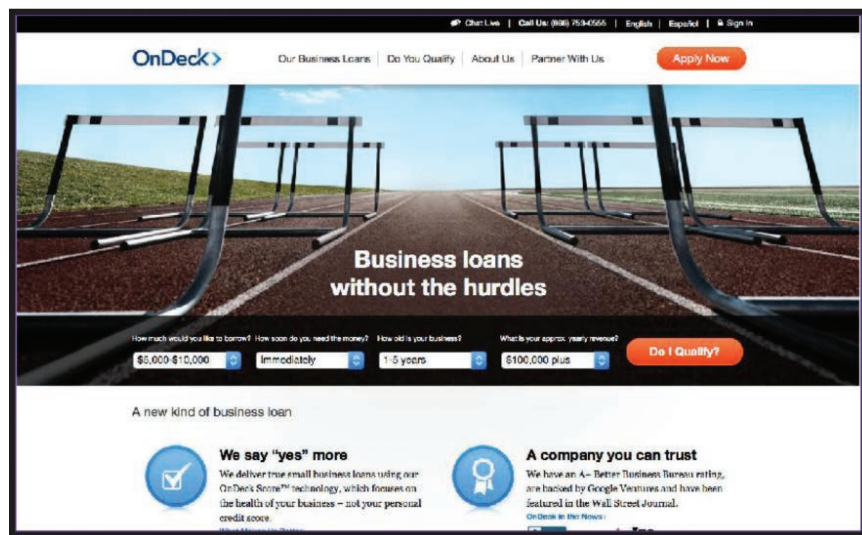 Chat Live | Call Us: (888) 753-0555 | English | Español | Sign In
OnDeck>
Our Business Loans | Do You Qualify | About Us | Partner With Us
Apply Now
Business loans
without the hurdles
How much would you like to borrow? How soon do you need the money? How old is your business? What is your approx. yearly revenue?
$5,000-$10,000 Immediately 1-5 years $100,000 plus Do I Qualify?
A new kind of business loan
We say "yes" more
We deliver true small business loans using our
OnDeck Score™ technology, which focuses on
the health of your business – not your personal
credit score.
A company you can trust
We have an A– Better Business Bureau rating,
are backed by Google Ventures and have been
featured in the Wall Street Journal.
OnDeck in the News